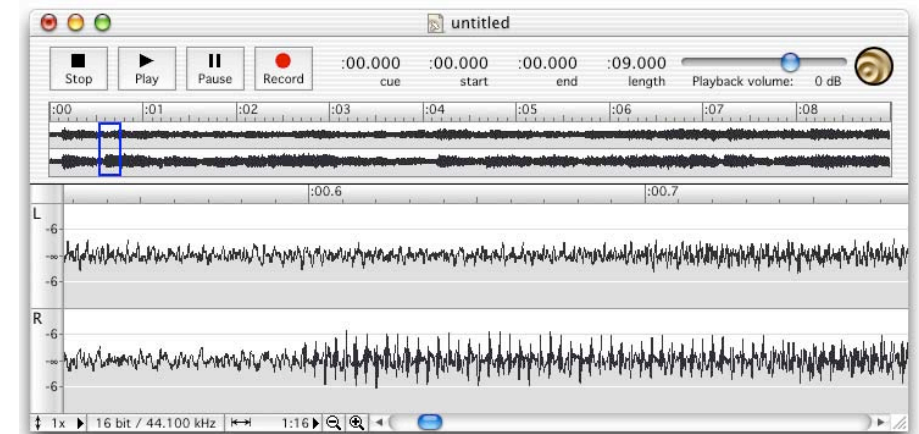 untitled
:00.000 :00.000 :00.000 :09.000
Stop Play Pause Record cue start end length Playback volume: 0 dB
:00 :01 :02 :03 :04 :05 :06 :07 :08
:00.6 :00.7
L
-6
-∞
-6
R
-6
-∞
-6
1x 16 bit / 44.100 kHz 1:16